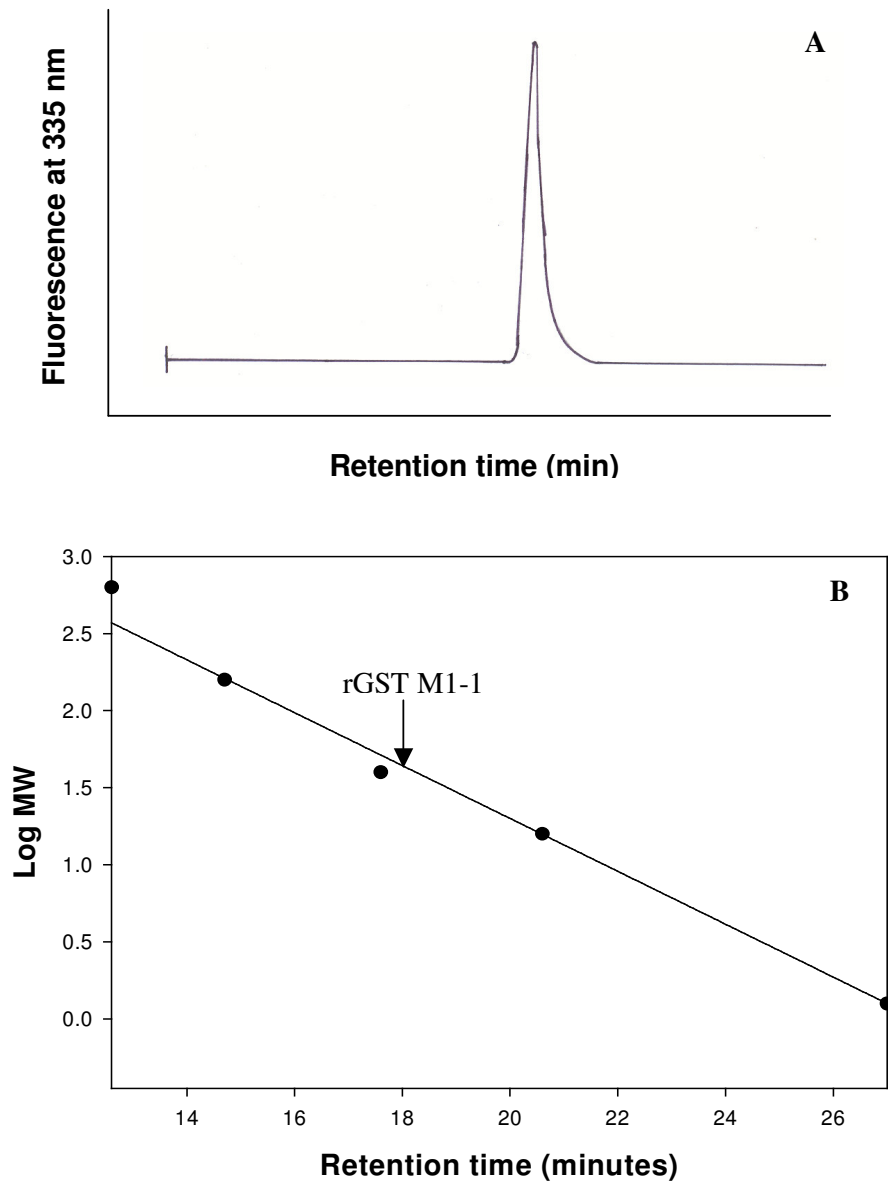 A
Fluorescence at 335 nm
Retention time (min)
3.0
B
2.5
rGST M1-1
2.0
Log MW
1.5
1.0
0.5
0.0
14 16 18 20 22 24 26
Retention time (minutes)